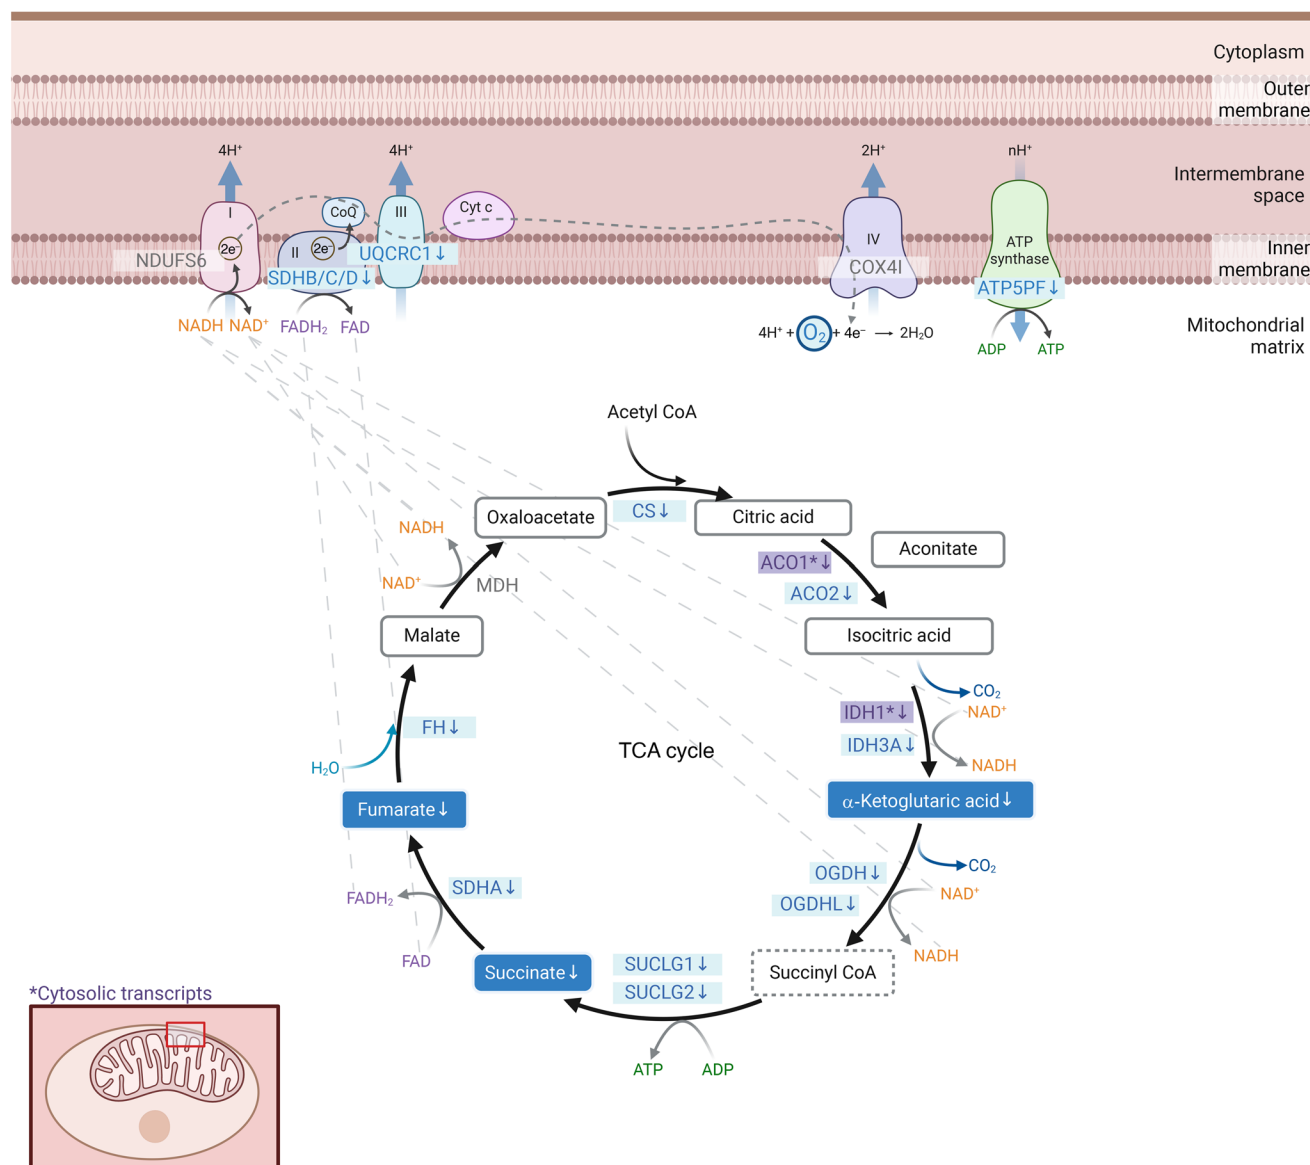 Cytoplasm
Outer
membrane
4H⁺
4H⁺
2H⁺
nH⁺
Intermembrane
space
I
CoQ
III
Cyt c
2e⁻
II
2e⁻
IV
ATP
synthase
NDUFS6
UQCRC1↓
COX4I
Inner
membrane
SDHB/C/D↓
ATP5PF↓
NADH NAD⁺
FADH₂
FAD
4H⁺ + O₂ + 4e⁻ → 2H₂O
ADP
ATP
Mitochondrial
matrix
Acetyl CoA
Oxaloacetate
CS↓
Citric acid
NADH
Aconitate
ACO1*↓
NAD⁺
MDH
ACO2↓
Malate
Isocitric acid
CO₂
IDH1*↓
NAD⁺
FH↓
IDH3A↓
TCA cycle
H₂O
NADH
Fumarate↓
α-Ketoglutaric acid↓
CO₂
OGDH↓
SDHA↓
NAD⁺
FADH₂
OGDHL↓
FAD
NADH
Succinate↓
SUCLG1↓
Succinyl CoA
SUCLG2↓
*Cytosolic transcripts
ATP
ADP